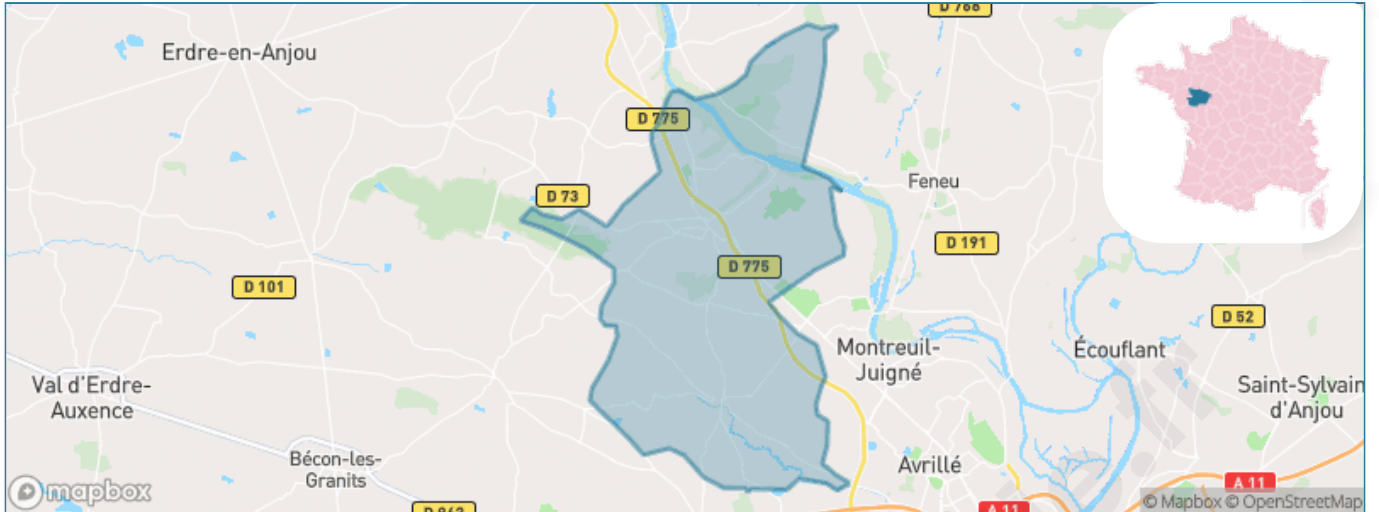 D 768
Erdre-en-Anjou
D 775
Feneu
D 73
D 191
D 775
D 101
D 52
Montreuil-
Juigné
Écouflant
Val d'Erdre-
Auxence
Saint-Sylvain
d'Anjou
Bécon-les-
Granits
Avrillé
A 11
mapbox
© Mapbox © OpenStreetMap
D 963
A 11